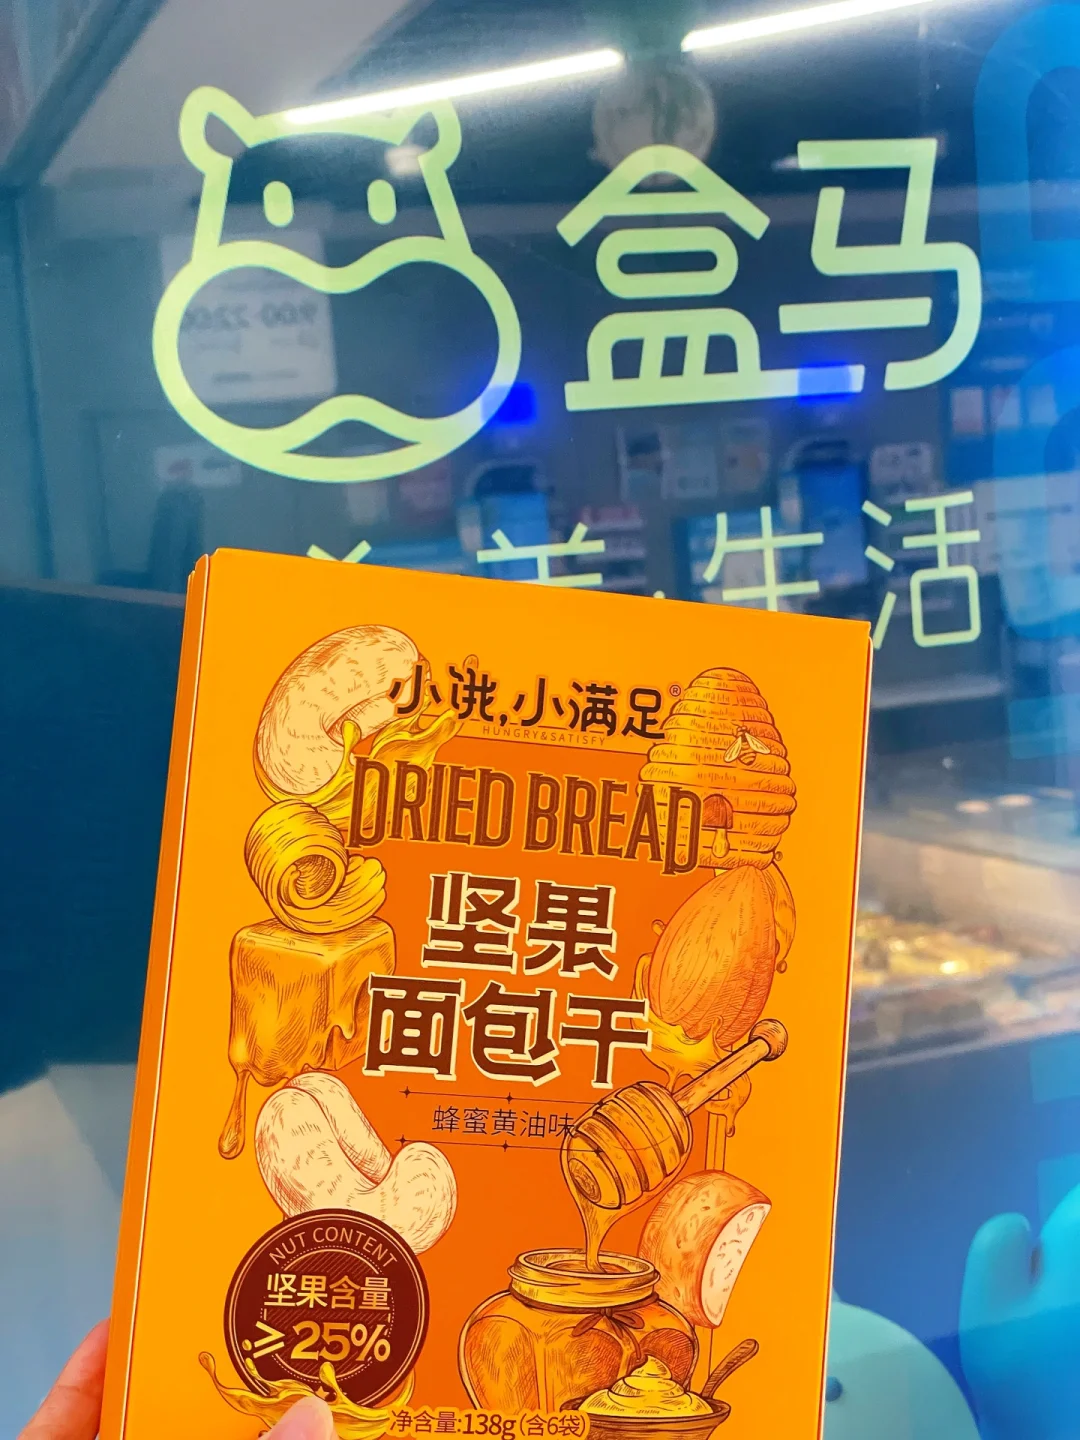 盒马
美·生活
小饿,小满足®
HUNGRY&SATISFY
DRIED BREAD
坚果
面包干
蜂蜜黄油味
NUT CONTENT
坚果含量
≥25%
净含量:138g(含6袋)